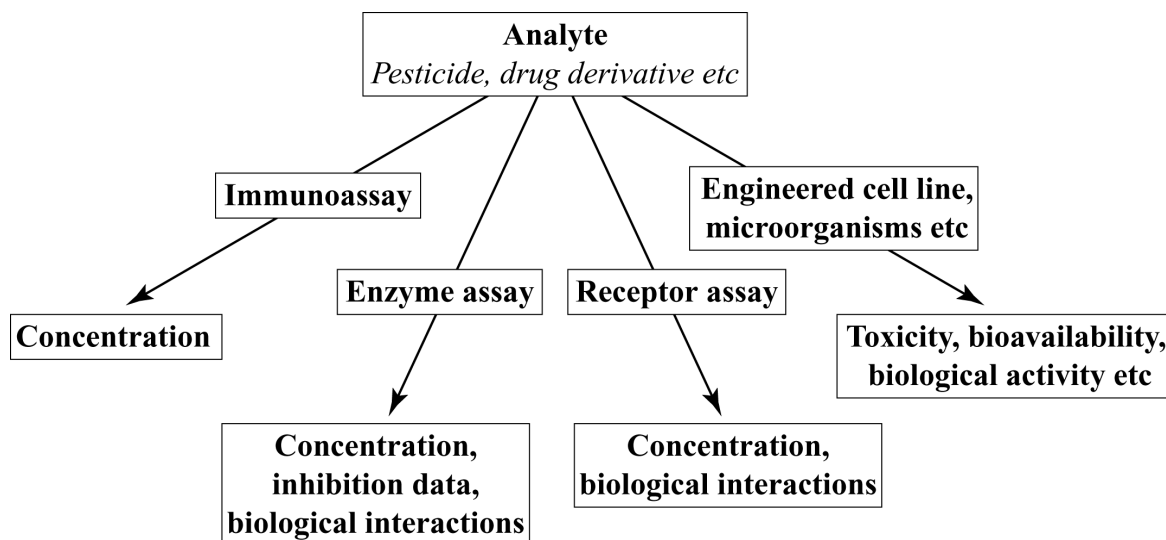 Analyte
Pesticide, drug derivative etc
Immunoassay
Engineered cell line,
microorganisms etc
Enzyme assay
Receptor assay
Concentration
Toxicity, bioavailability,
biological activity etc
Concentration,
inhibition data,
biological interactions
Concentration,
biological interactions